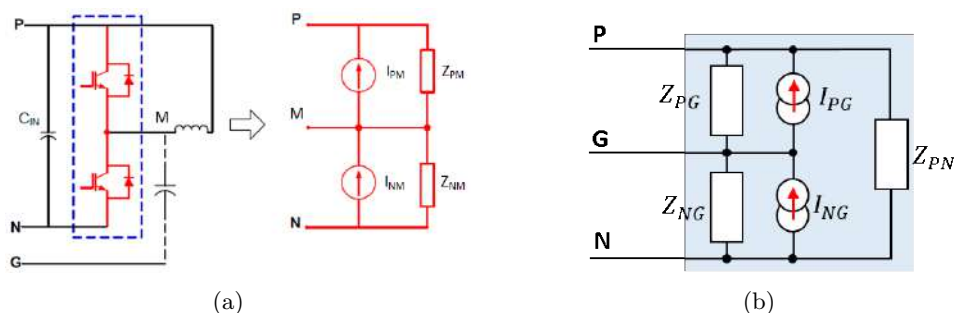 P
C_IN
M
N
G
P
I_PM
Z_PM
M
I_NM
Z_NM
N
(a)
P
Z_PG
I_PG
G
Z_PN
Z_NG
I_NG
N
(b)